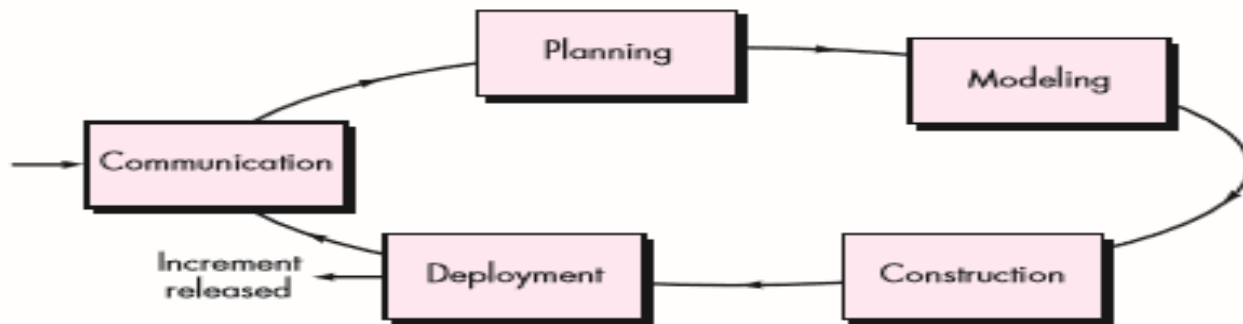 Planning
Modeling
Communication
Increment
released
Deployment
Construction